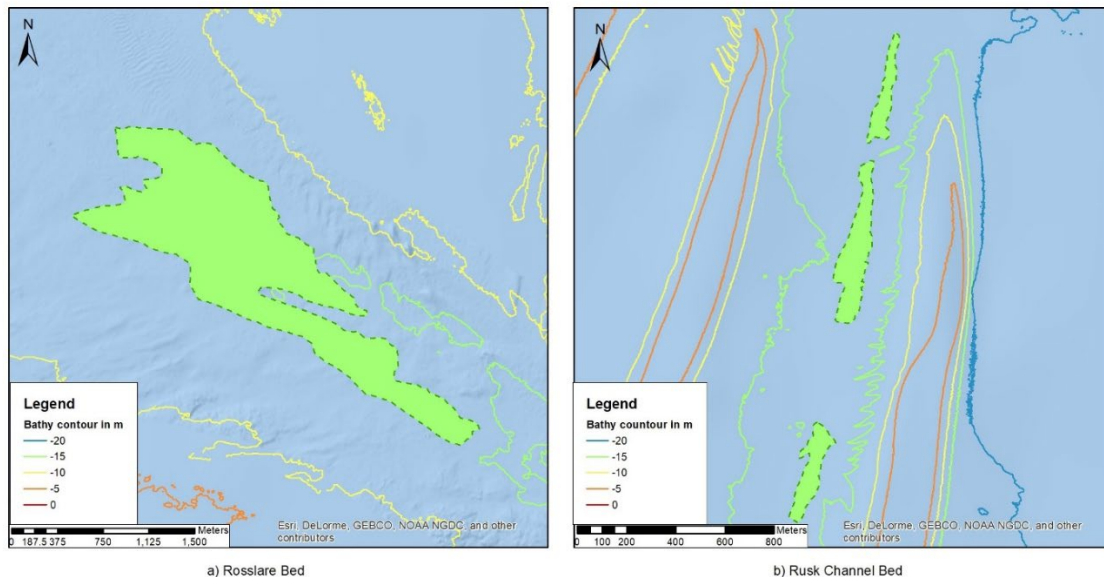 N
Legend
Bathy contour in m
-20
-15
-10
-5
0
Meters
0 187.5 375 750 1,125 1,500
Esri, DeLorme, GEBCO, NOAA NGDC, and other
contributors
a) Rosslare Bed
N
Legend
Bathy countour in m
-20
-15
-10
-5
0
Meters
0 100 200 400 600 800
Esri, DeLorme, GEBCO, NOAA NGDC, and other
contributors
b) Rusk Channel Bed